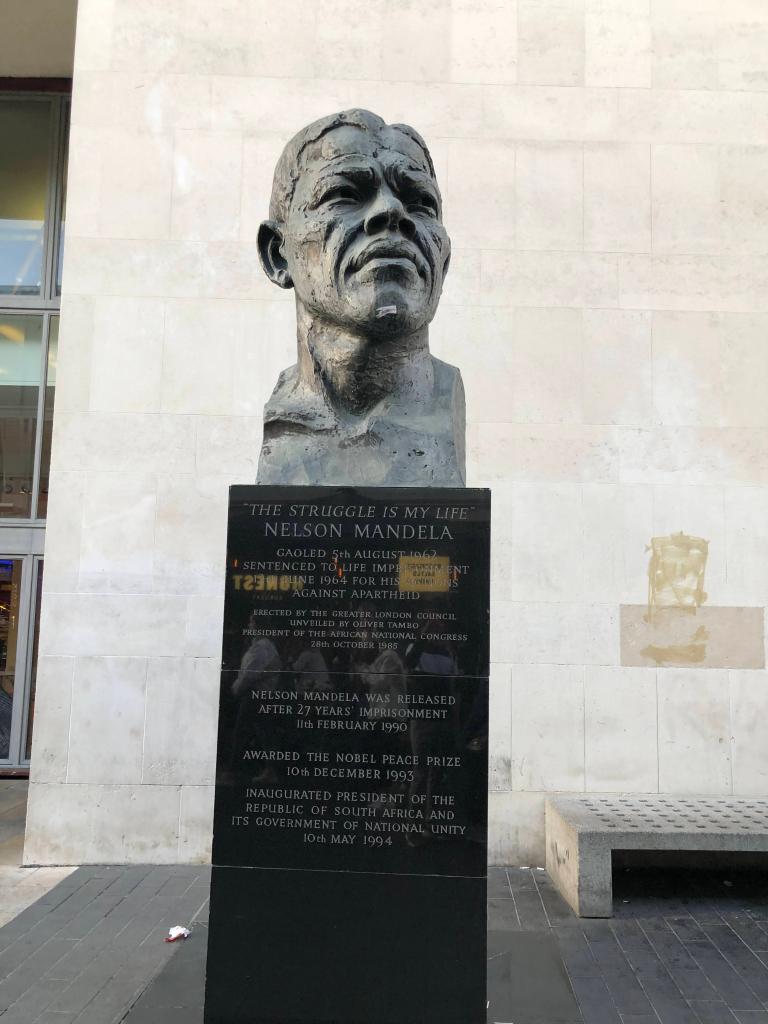 "THE STRUGGLE IS MY LIFE"
NELSON MANDELA
GAOLED 5th AUGUST 1962
SENTENCED TO LIFE IMPRISONMENT
JUNE 1964 FOR HIS
AGAINST APARTHEID
ERECTED BY THE GREATER LONDON COUNCIL
UNVEILED BY OLIVER TAMBO
PRESIDENT OF THE AFRICAN NATIONAL CONGRESS
28th OCTOBER 1985
NELSON MANDELA WAS RELEASED
AFTER 27 YEARS' IMPRISONMENT
11th FEBRUARY 1990
AWARDED THE NOBEL PEACE PRIZE
10th DECEMBER 1993
INAUGURATED PRESIDENT OF THE
REPUBLIC OF SOUTH AFRICA AND
ITS GOVERNMENT OF NATIONAL UNITY
10th MAY 1994